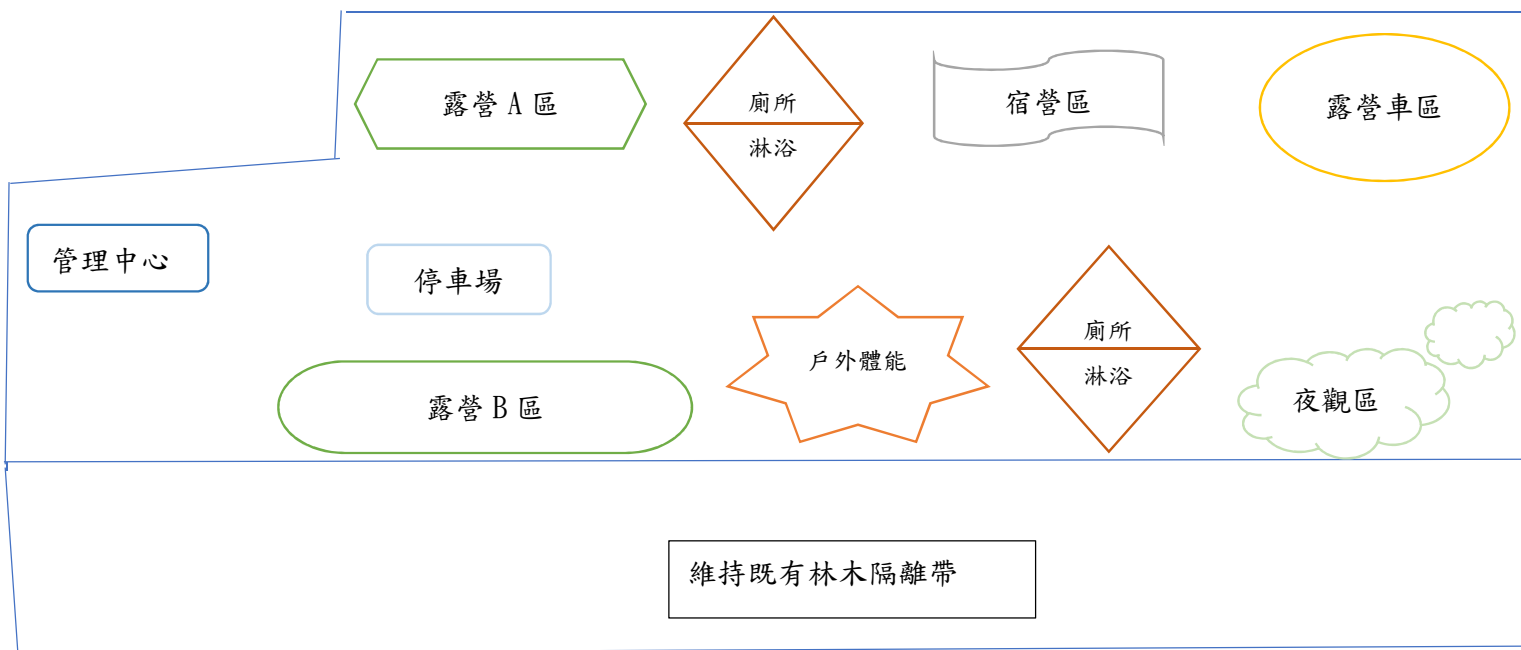 露營A區
廁所
淋浴
宿營區
露營車區
管理中心
停車場
戶外體能
廁所
淋浴
露營B區
夜觀區
維持既有林木隔離帶